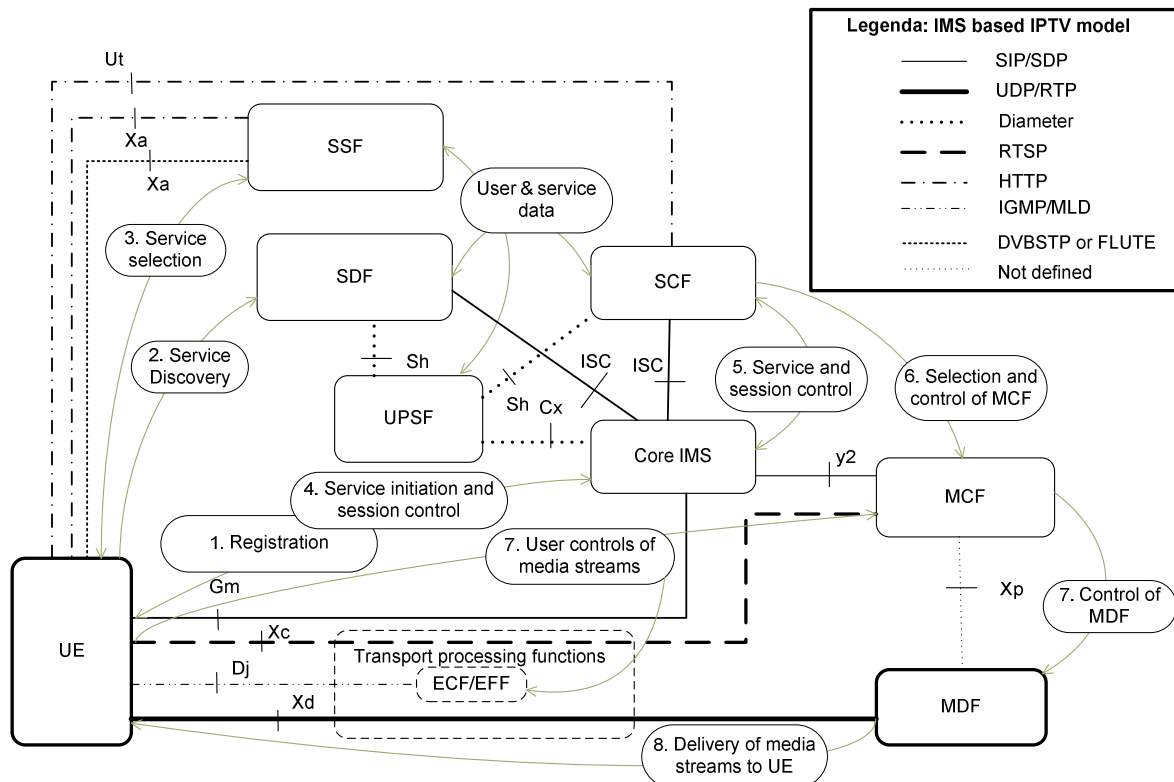 Legenda: IMS based IPTV model
SIP/SDP
UDP/RTP
Diameter
RTSP
HTTP
IGMP/MLD
DVBSTP or FLUTE
Not defined
Ut
Xa
Xa
SSF
User & service
data
3. Service
selection
SDF
SCF
2. Service
Discovery
Sh
ISC
ISC
5. Service and
session control
6. Selection and
control of MCF
UPSF
Sh
Cx
Core IMS
y2
MCF
4. Service initiation and
session control
1. Registration
7. User controls of
media streams
Gm
Xc
Xp
7. Control of
MDF
UE
Transport processing functions
Dj
ECF/EFF
Xd
MDF
8. Delivery of media
streams to UE